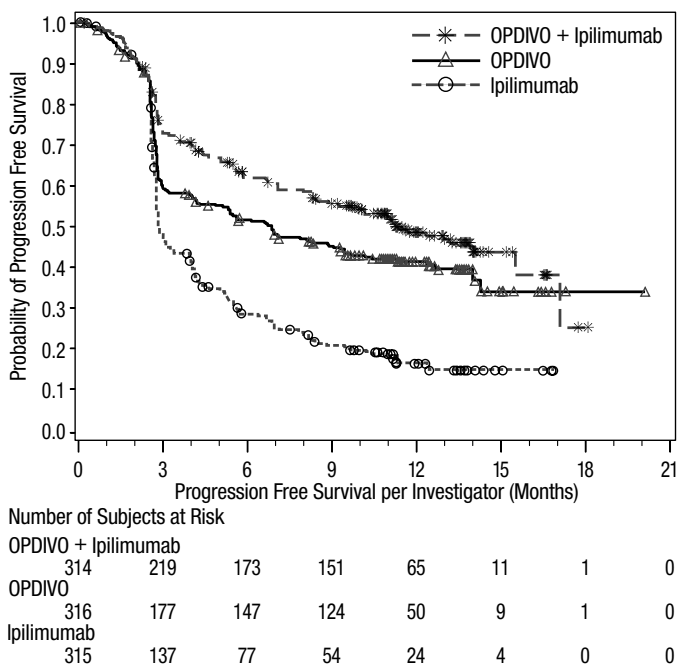 OPDIVO + Ipilimumab
OPDIVO
Ipilimumab
Probability of Progression Free Survival
1.0
0.9
0.8
0.7
0.6
0.5
0.4
0.3
0.2
0.1
0.0
0 3 6 9 12 15 18 21
Progression Free Survival per Investigator (Months)
Number of Subjects at Risk
OPDIVO + Ipilimumab
314 219 173 151 65 11 1 0
OPDIVO
316 177 147 124 50 9 1 0
Ipilimumab
315 137 77 54 24 4 0 0